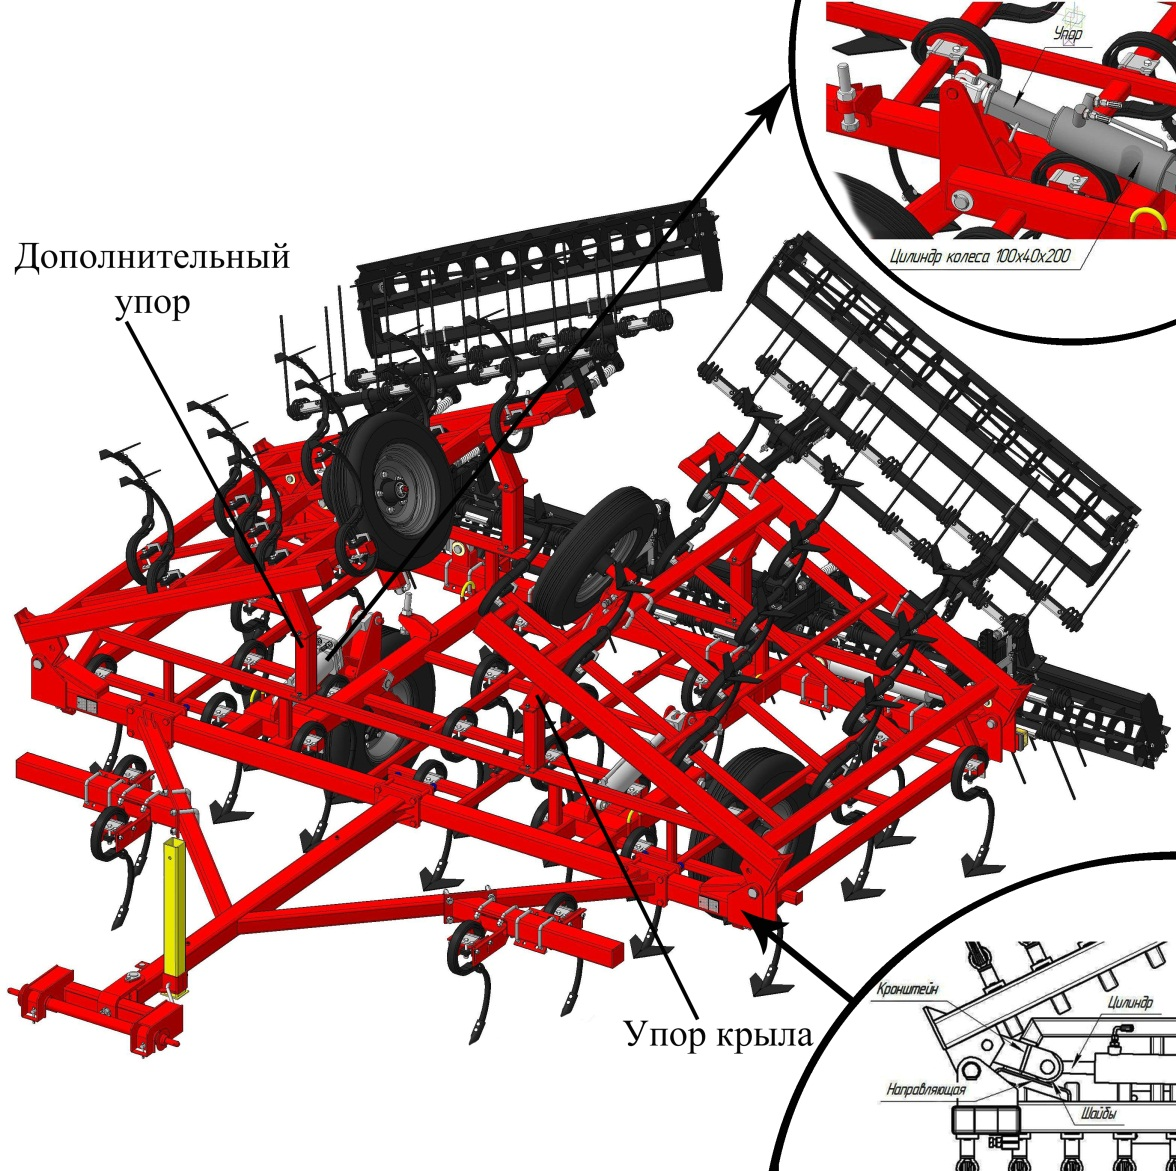 Упор
Цилиндр колеса 100х40х200
Дополнительный
упор
Упор крыла
Кронштейн
Цилиндр
Направляющая
Шайбы